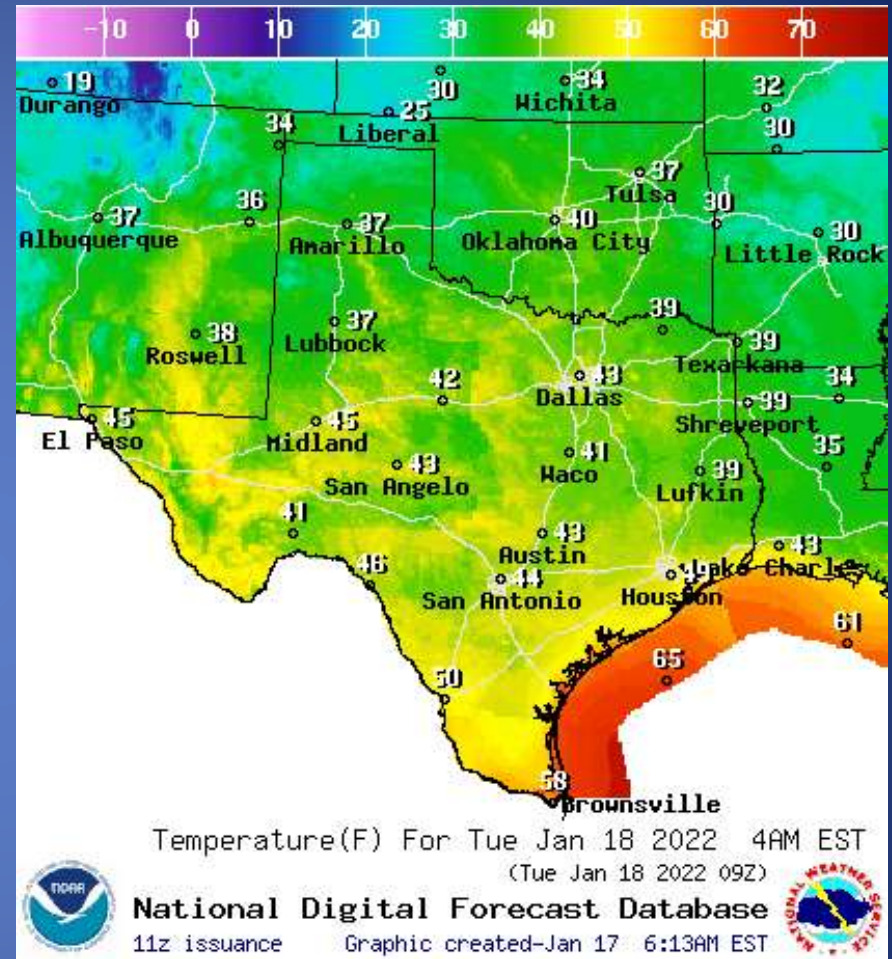 -10 0 10 20 30 40 50 60 70
19
Durango
30
34
Wichita
32
25
Liberal
34
30
37
Tulsa
37
Albuquerque
36
37
Amarillo
40
Oklahoma City
30
30
Little Rock
38
Roswell
37
Lubbock
39
39
Texarkana
43
Dallas
42
39
Shreveport
34
45
El Paso
45
Midland
43
San Angelo
41
Waco
39
Lufkin
35
41
43
Austin
43
Lake Charles
46
44
San Antonio
Houston
61
65
50
58
Brownsville
Temperature(F) For Tue Jan 18 2022 4AM EST
(Tue Jan 18 2022 09Z)
NOAA
National Digital Forecast Database
11z issuance Graphic created-Jan 17 6:13AM EST
NATIONAL WEATHER SERVICE